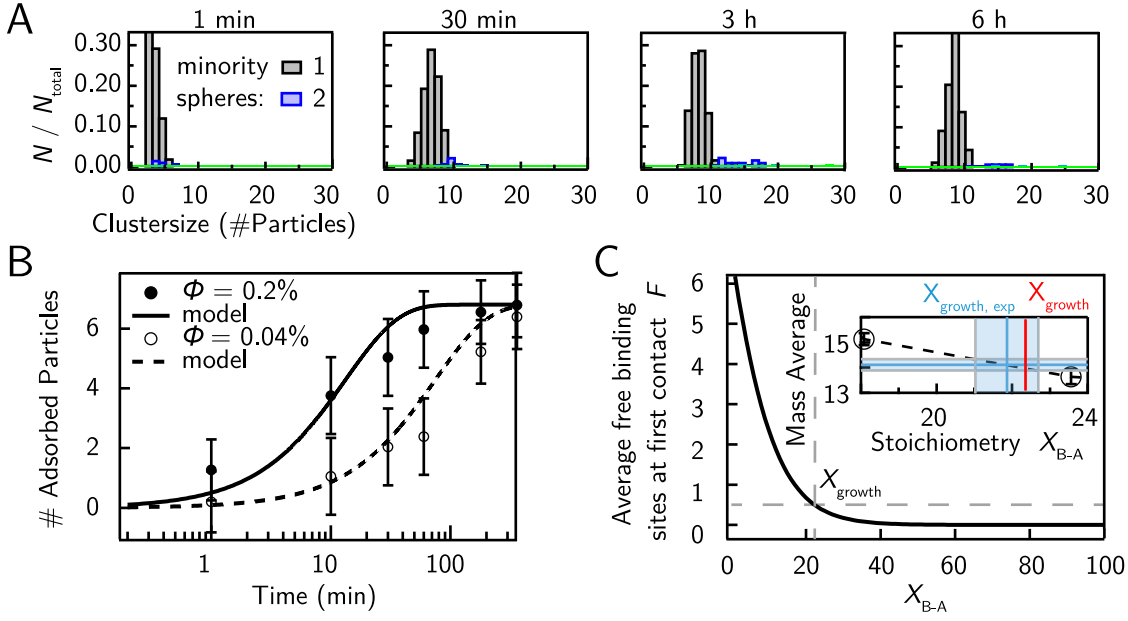 A
1 min
30 min
3 h
6 h
N / N_total
0.30
0.20
0.10
0.00
minority 1
spheres: 2
0 10 20 30
0 10 20 30
0 10 20 30
0 10 20 30
Clustersize (#Particles)
B
# Adsorbed Particles
6
4
2
0
Φ = 0.2%
model
Φ = 0.04%
model
1 10 100
Time (min)
C
Average free binding
sites at first contact F
6
5
4
3
2
1
0
Mass Average
X_growth, exp
X_growth
15
13
20 24
Stoichiometry X_B-A
X_growth
0 20 40 60 80 100
X_B-A